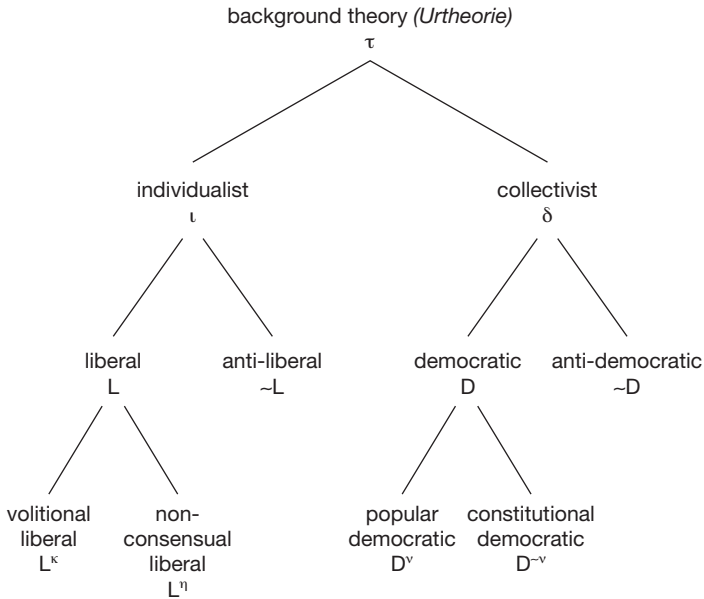 background theory (Urtheorie)
τ
individualist
ι
collectivist
δ
liberal
L
anti-liberal
~L
democratic
D
anti-democratic
~D
volitional
liberal
Lᵏ
non-
consensual
liberal
Lη
popular
democratic
Dν
constitutional
democratic
D~ν